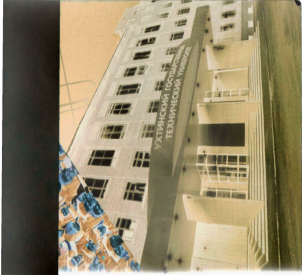 УХТИНСКИЙ ГОСУДАРСТВЕННЫЙ
ТЕХНИЧЕСКИЙ УНИВЕРСИТЕТ